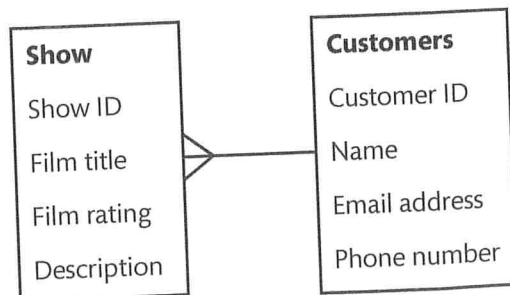 Show
Show ID
Film title
Film rating
Description
Customers
Customer ID
Name
Email address
Phone number